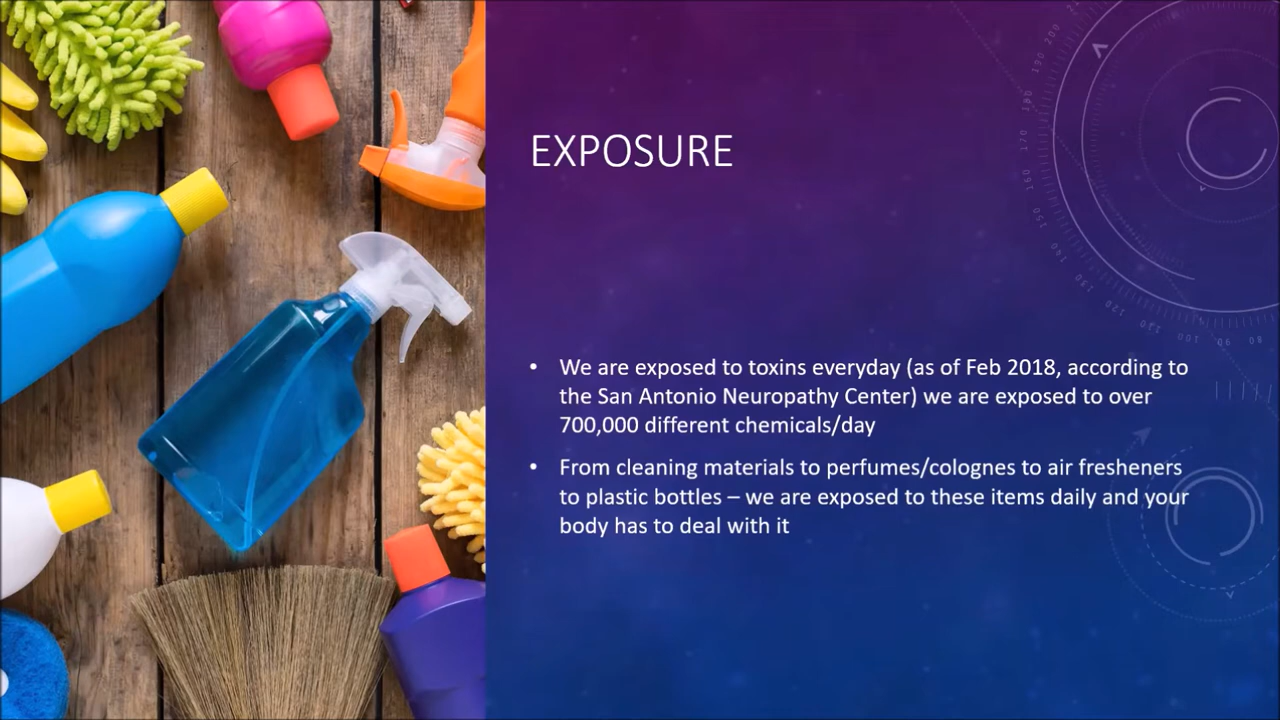 EXPOSURE
• We are exposed to toxins everyday (as of Feb 2018, according to
the San Antonio Neuropathy Center) we are exposed to over
700,000 different chemicals/day
• From cleaning materials to perfumes/colognes to air fresheners
to plastic bottles – we are exposed to these items daily and your
body has to deal with it